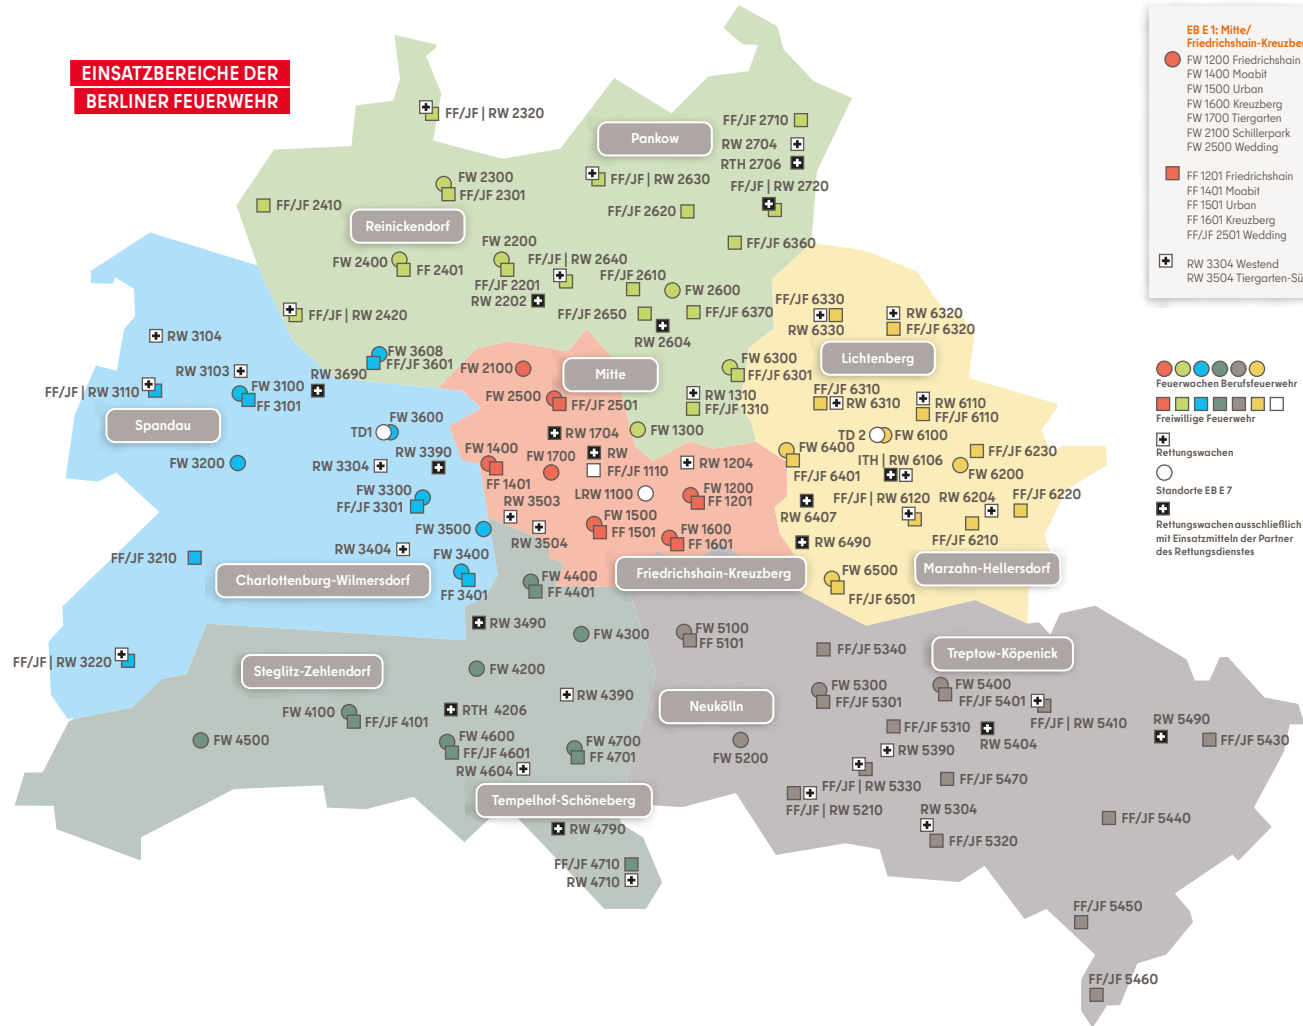 EINSATZBEREICHE DER
BERLINER FEUERWEHR
EB E 1: Mitte/
Friedrichshain-Kreuzber
FW 1200 Friedrichshain
FW 1400 Moabit
FW 1500 Urban
FW 1600 Kreuzberg
FW 1700 Tiergarten
FW 2100 Schillerpark
FW 2500 Wedding
FF 1201 Friedrichshain
FF 1401 Moabit
FF 1501 Urban
FF 1601 Kreuzberg
FF/JF 2501 Wedding
RW 3304 Westend
RW 3504 Tiergarten-Sü
Feuerwachen Berufsfeuerwehr
Freiwillige Feuerwehr
Rettungswachen
Standorte EB E 7
Rettungswachen ausschließlich
mit Einsatzmitteln der Partner
des Rettungsdienstes
FF/JF | RW 2320
Pankow
FF/JF 2710
RW 2704
RTH 2706
FF/JF | RW 2720
FW 2300
FF/JF 2301
FF/JF | RW 2630
FF/JF 2410
FF/JF 2620
Reinickendorf
FF/JF 6360
FW 2200
FW 2400
FF 2401
FF/JF | RW 2640
FF/JF 2201
FF/JF 2610
FW 2600
RW 2202
FF/JF 2650
FF/JF 6370
FF/JF | RW 2420
RW 2604
FF/JF 6330
RW 6330
RW 6320
FF/JF 6320
RW 3104
FW 3608
FF/JF 3601
Lichtenberg
FW 6300
FF/JF 6301
RW 3103
RW 3690
FW 2100
Mitte
FF/JF | RW 3110
FW 3100
FF 3101
FW 2500
FF/JF 2501
RW 1310
FF/JF 1310
FF/JF 6310
RW 6310
RW 6110
FF/JF 6110
Spandau
FW 3600
TD1
RW 1704
FW 1300
TD 2
FW 6100
FW 3200
RW 3390
RW 3304
FW 1400
FF 1401
FW 1700
RW
FF/JF 1110
RW 1204
FW 6400
FF/JF 6401
ITH | RW 6106
FF/JF 6230
FW 6200
FW 3300
FF/JF 3301
LRW 1100
FW 1200
FF 1201
RW 3503
RW 6407
FF/JF | RW 6120
RW 6204
FF/JF 6220
FW 3500
RW 3504
FW 1500
FF 1501
FW 1600
FF 1601
RW 6490
FF/JF 6210
FF/JF 3210
RW 3404
FW 3400
FF 3401
Charlottenburg-Wilmersdorf
FW 4400
FF 4401
Friedrichshain-Kreuzberg
FW 6500
FF/JF 6501
Marzahn-Hellersdorf
RW 3490
FW 4300
FW 5100
FF 5101
FF/JF 5340
Treptow-Köpenick
FF/JF | RW 3220
Steglitz-Zehlendorf
FW 4200
RW 4390
FW 5300
FF/JF 5301
FW 5400
FF/JF 5401
FF/JF | RW 5410
Neukölln
RTH 4206
FW 4100
FF/JF 4101
FF/JF 5310
RW 5404
RW 5490
FF/JF 5430
FW 4500
FW 4600
FF/JF 4601
FW 4700
FF 4701
FW 5200
RW 5390
RW 4604
FF/JF | RW 5330
FF/JF 5470
Tempelhof-Schöneberg
FF/JF | RW 5210
RW 5304
FF/JF 5440
RW 4790
FF/JF 5320
FF/JF 4710
RW 4710
FF/JF 5450
FF/JF 5460